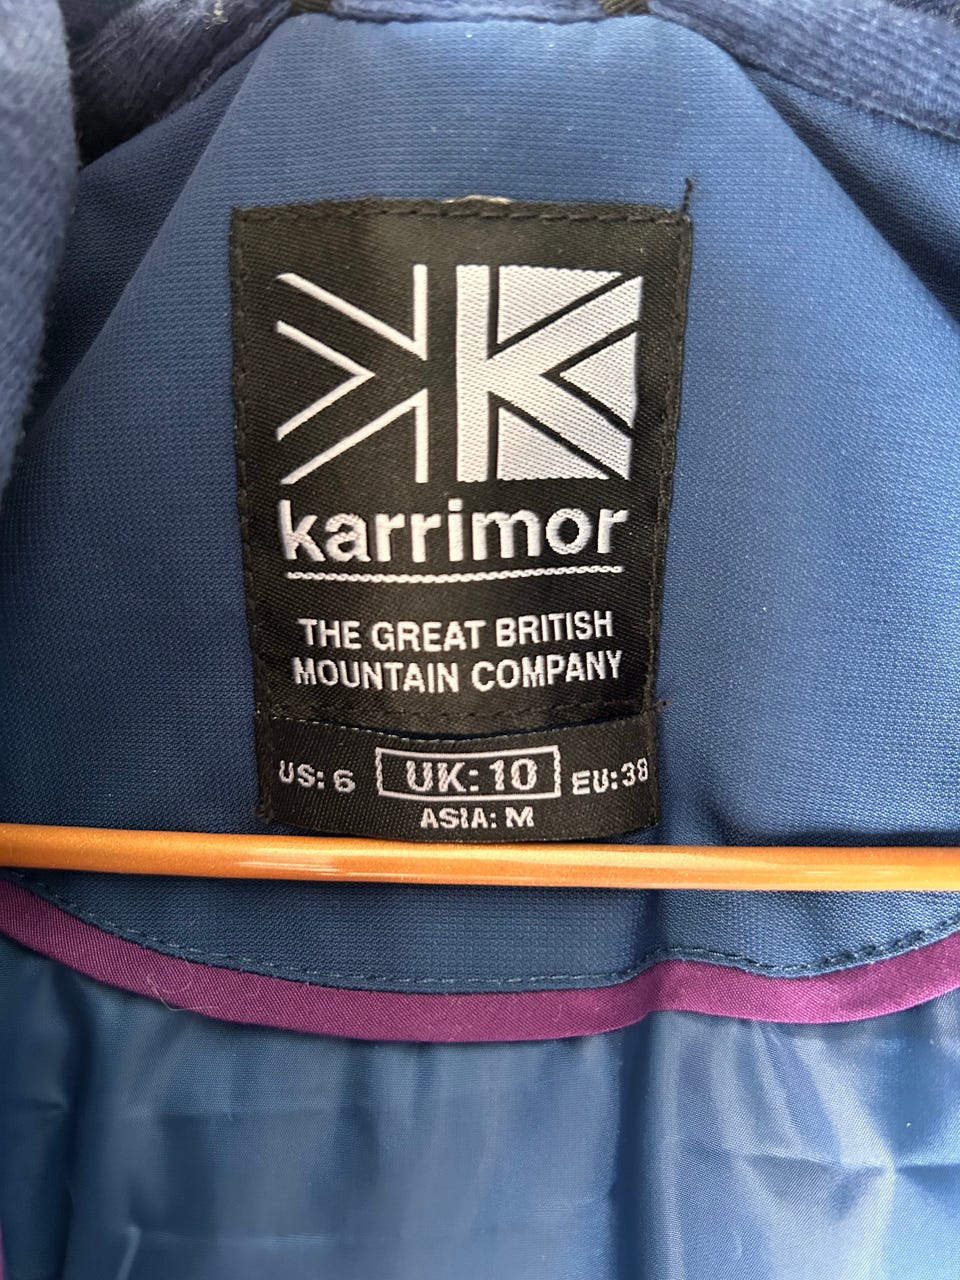 karrimor
THE GREAT BRITISH
MOUNTAIN COMPANY
US: 6 UK: 10 EU: 38
ASIA: M